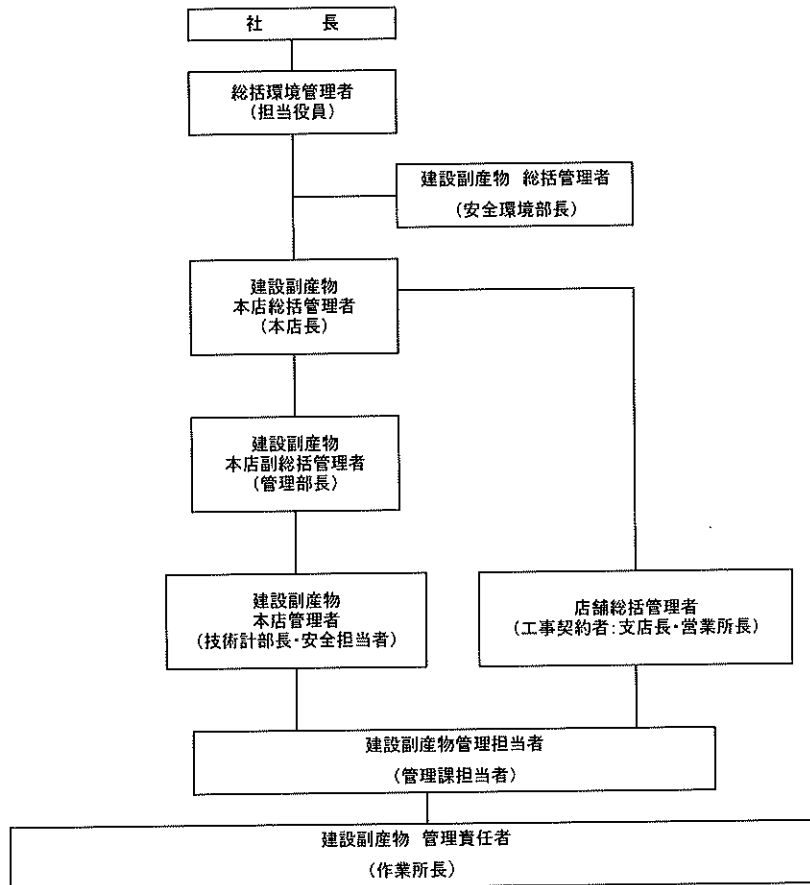 社　　長
総括環境管理者
（担当役員）
建設副産物 総括管理者
（安全環境部長）
建設副産物
本店総括管理者
（本店長）
建設副産物
本店副総括管理者
（管理部長）
建設副産物
本店管理者
（技術計部長・安全担当者）
店舗総括管理者
（工事契約者：支店長・営業所長）
建設副産物管理担当者
（管理課担当者）
建設副産物 管理責任者
（作業所長）